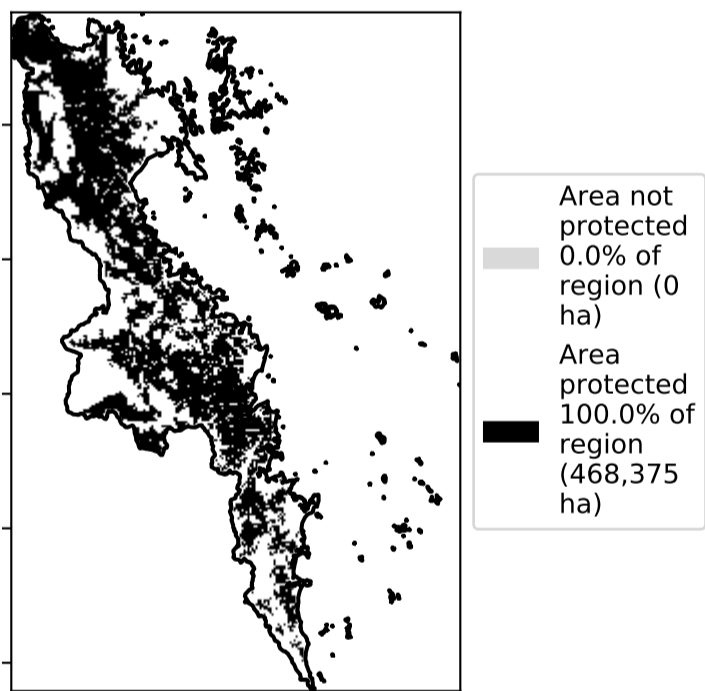 Area not
protected
0.0% of
region (0
ha)
Area
protected
100.0% of
region
(468,375
ha)